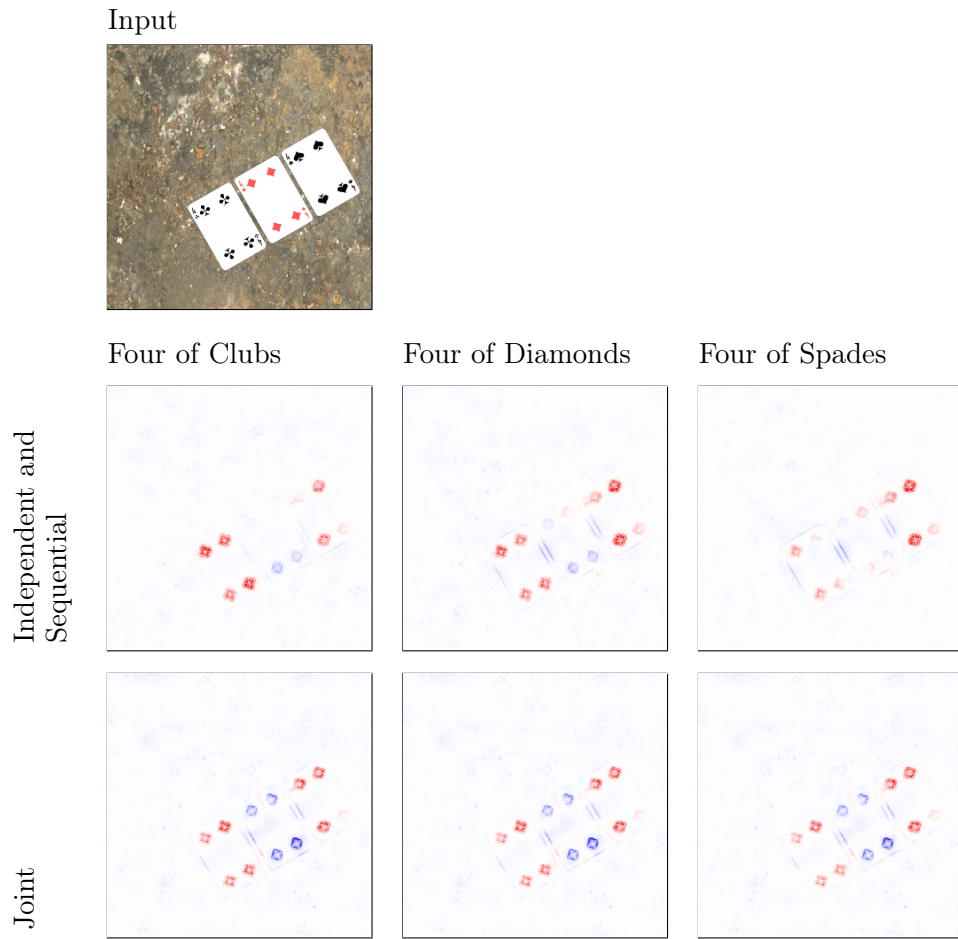 Input
Four of Clubs
Four of Diamonds
Four of Spades
Independent and
Sequential
Joint